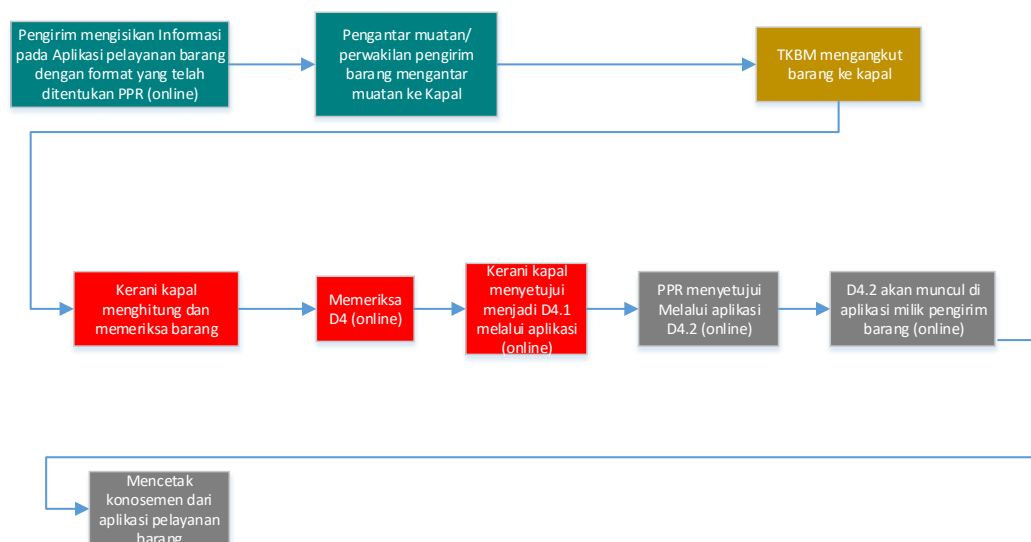 Pengirim mengisikan Informasi
pada Aplikasi pelayanan barang
dengan format yang telah
ditentukan PPR (online)
Pengantar muatan/
perwakilan pengirim
barang mengantar
muatan ke Kapal
TKBM mengangkut
barang ke kapal
Kerani kapal
menghitung dan
memeriksa barang
Memeriksa
D4 (online)
Kerani kapal
menyetujui
menjadi D4.1
melalui aplikasi
(online)
PPR menyetujui
Melalui aplikasi
D4.2 (online)
D4.2 akan muncul di
aplikasi milik pengirim
barang (online)
Mencetak
konosemen dari
aplikasi pelayanan
barang